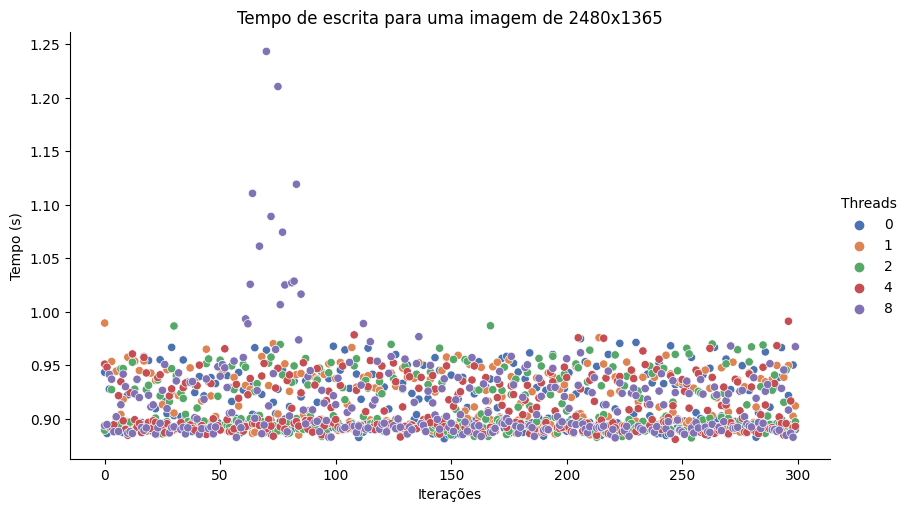 Tempo de escrita para uma imagem de 2480x1365
1.25
1.20
1.15
1.10
1.05
1.00
0.95
0.90
Tempo (s)
0 50 100 150 200 250 300
Iterações
Threads
0
1
2
4
8